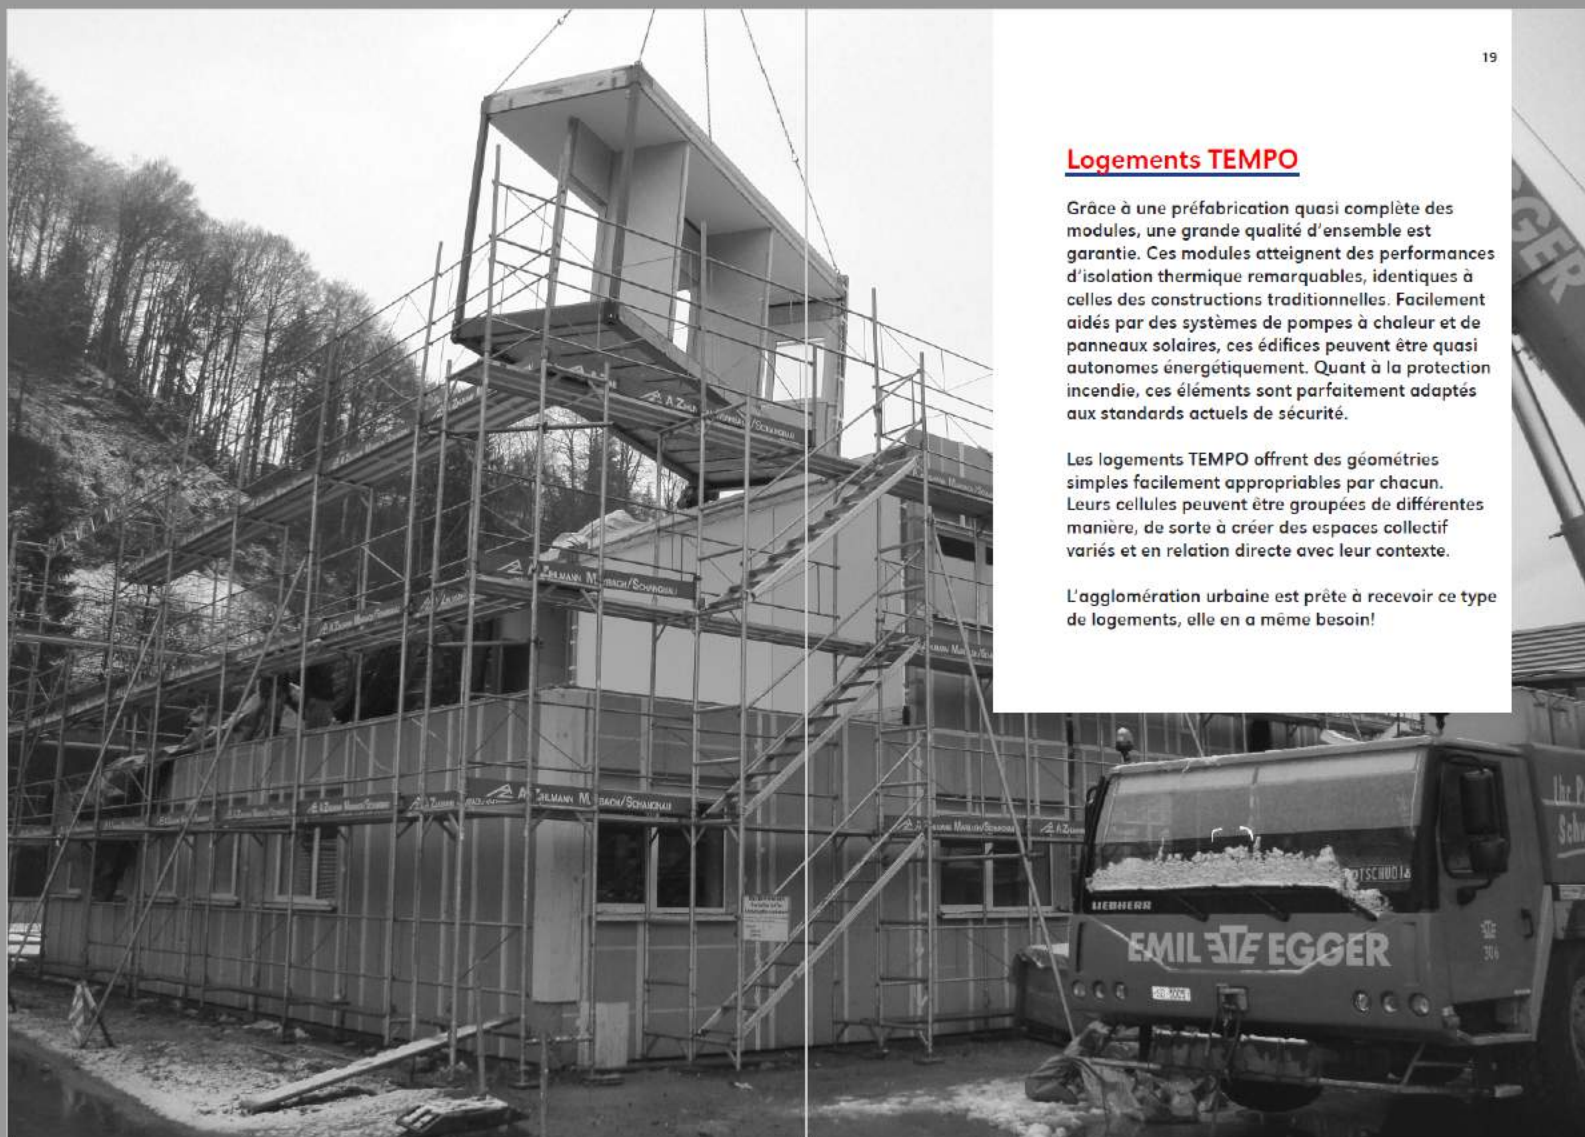 19
Logements TEMPO
Grâce à une préfabrication quasi complète des
modules, une grande qualité d'ensemble est
garantie. Ces modules atteignent des performances
d'isolation thermique remarquables, identiques à
celles des constructions traditionnelles. Facilement
aidés par des systèmes de pompes à chaleur et de
panneaux solaires, ces édifices peuvent être quasi
autonomes énergétiquement. Quant à la protection
incendie, ces éléments sont parfaitement adaptés
aux standards actuels de sécurité.
Les logements TEMPO offrent des géométries
simples facilement appropriables par chacun.
Leurs cellules peuvent être groupées de différentes
manière, de sorte à créer des espaces collectif
variés et en relation directe avec leur contexte.
L'agglomération urbaine est prête à recevoir ce type
de logements, elle en a même besoin!
GGER
LIEBHERR
EMIL EGGER
306
Ihr